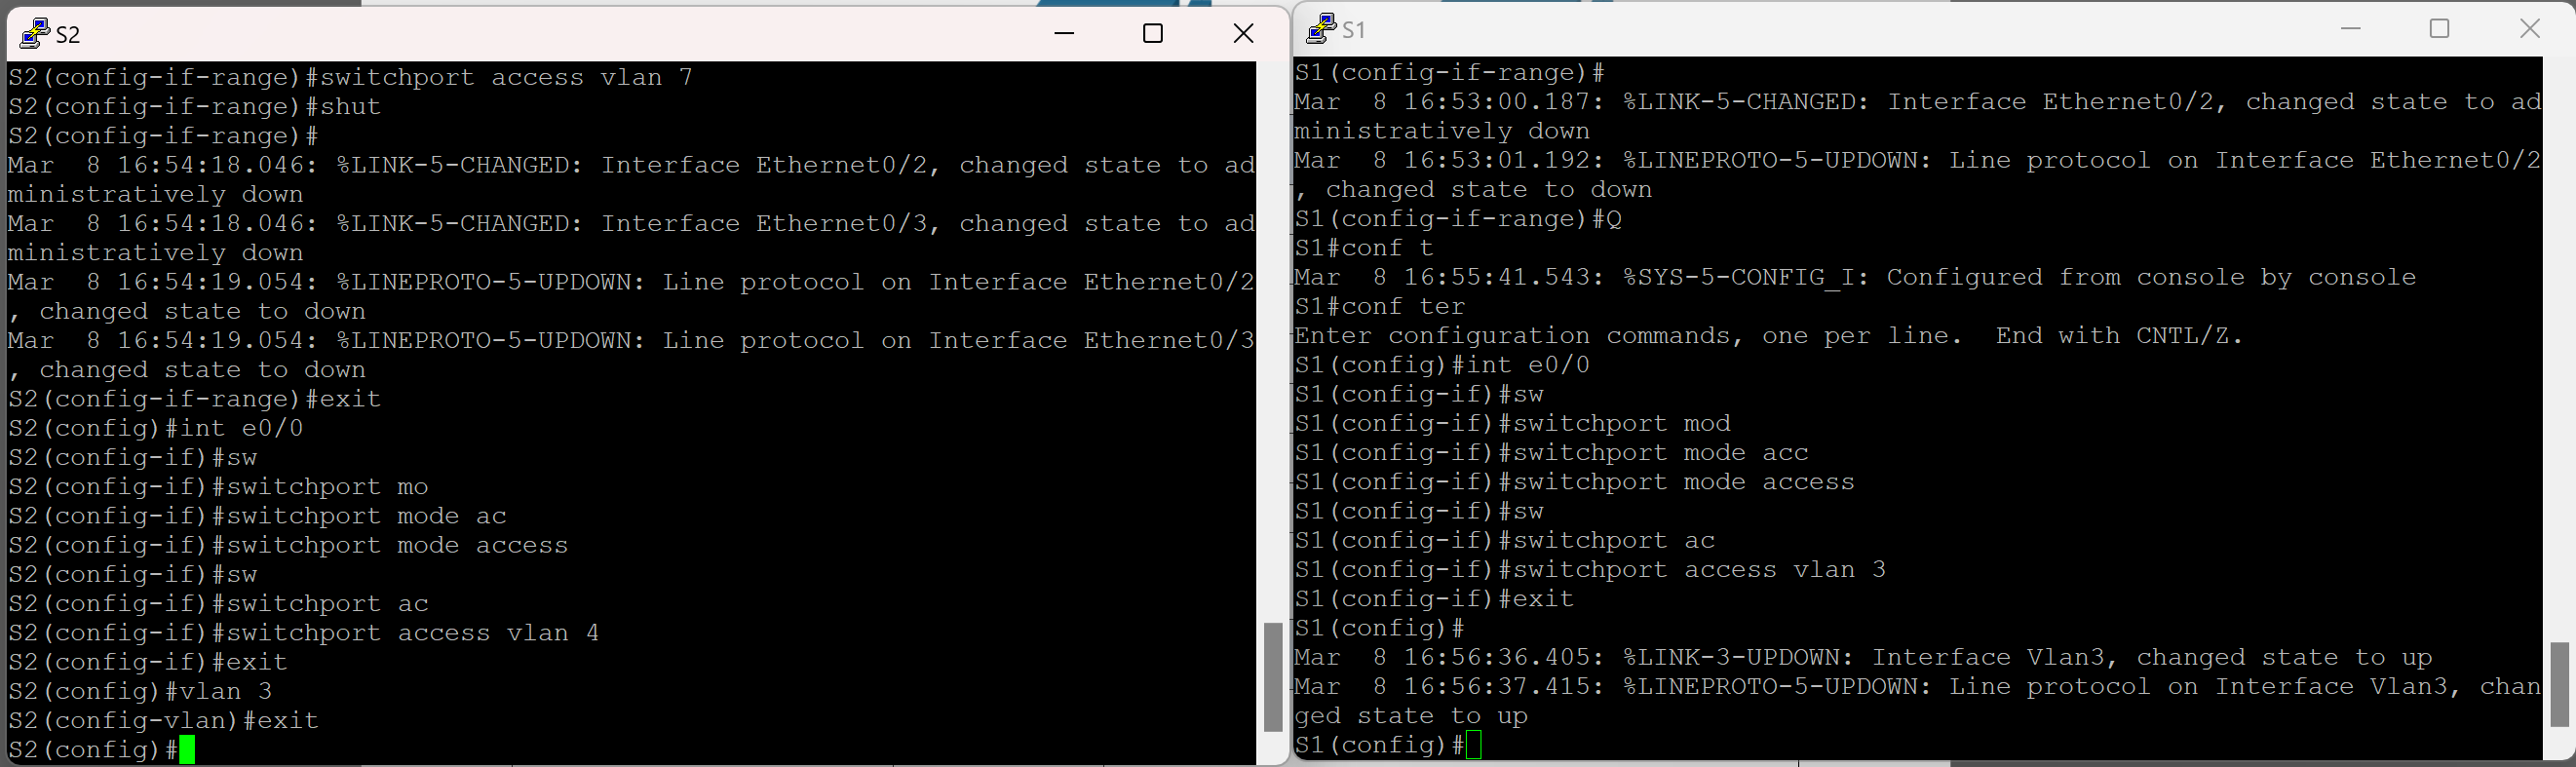 S2
S2(config-if-range)#switchport access vlan 7
S2(config-if-range)#shut
S2(config-if-range)#
Mar  8 16:54:18.046: %LINK-5-CHANGED: Interface Ethernet0/2, changed state to ad
ministratively down
Mar  8 16:54:18.046: %LINK-5-CHANGED: Interface Ethernet0/3, changed state to ad
ministratively down
Mar  8 16:54:19.054: %LINEPROTO-5-UPDOWN: Line protocol on Interface Ethernet0/2
, changed state to down
Mar  8 16:54:19.054: %LINEPROTO-5-UPDOWN: Line protocol on Interface Ethernet0/3
, changed state to down
S2(config-if-range)#exit
S2(config)#int e0/0
S2(config-if)#sw
S2(config-if)#switchport mo
S2(config-if)#switchport mode ac
S2(config-if)#switchport mode access
S2(config-if)#sw
S2(config-if)#switchport ac
S2(config-if)#switchport access vlan 4
S2(config-if)#exit
S2(config)#vlan 3
S2(config-vlan)#exit
S2(config)#
S1
S1(config-if-range)#
Mar  8 16:53:00.187: %LINK-5-CHANGED: Interface Ethernet0/2, changed state to ad
ministratively down
Mar  8 16:53:01.192: %LINEPROTO-5-UPDOWN: Line protocol on Interface Ethernet0/2
, changed state to down
S1(config-if-range)#Q
S1#conf t
Mar  8 16:55:41.543: %SYS-5-CONFIG_I: Configured from console by console
S1#conf ter
Enter configuration commands, one per line.  End with CNTL/Z.
S1(config)#int e0/0
S1(config-if)#sw
S1(config-if)#switchport mod
S1(config-if)#switchport mode acc
S1(config-if)#switchport mode access
S1(config-if)#sw
S1(config-if)#switchport ac
S1(config-if)#switchport access vlan 3
S1(config-if)#exit
S1(config)#
Mar  8 16:56:36.405: %LINK-3-UPDOWN: Interface Vlan3, changed state to up
Mar  8 16:56:37.415: %LINEPROTO-5-UPDOWN: Line protocol on Interface Vlan3, chan
ged state to up
S1(config)#